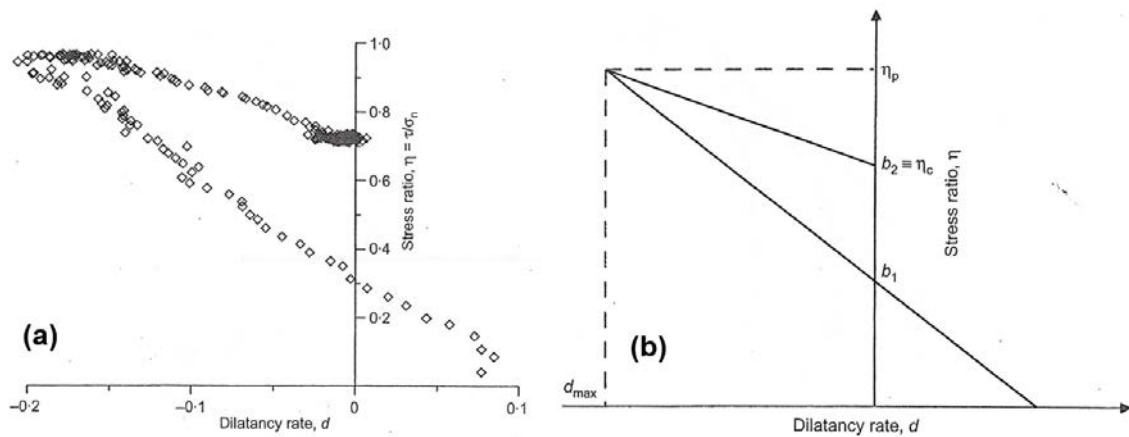 (a)
1·0
0·8
0·6
0·4
0·2
Stress ratio, η = τ/σn
−0·2
−0·1
0
0·1
Dilatancy rate, d
(b)
ηp
b2 ≡ ηc
b1
Stress ratio, η
dmax
Dilatancy rate, d